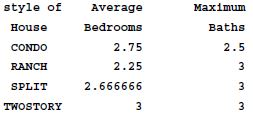 style of Average Maximum
House Bedrooms Baths
CONDO 2.75 2.5
RANCH 2.25 3
SPLIT 2.666666 3
TWOSTORY 3 3